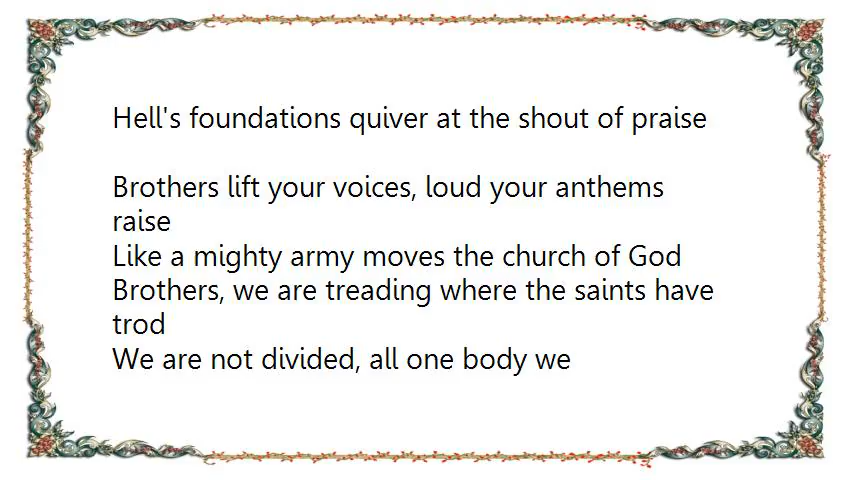 Hell's foundations quiver at the shout of praise
Brothers lift your voices, loud your anthems
raise
Like a mighty army moves the church of God
Brothers, we are treading where the saints have
trod
We are not divided, all one body we